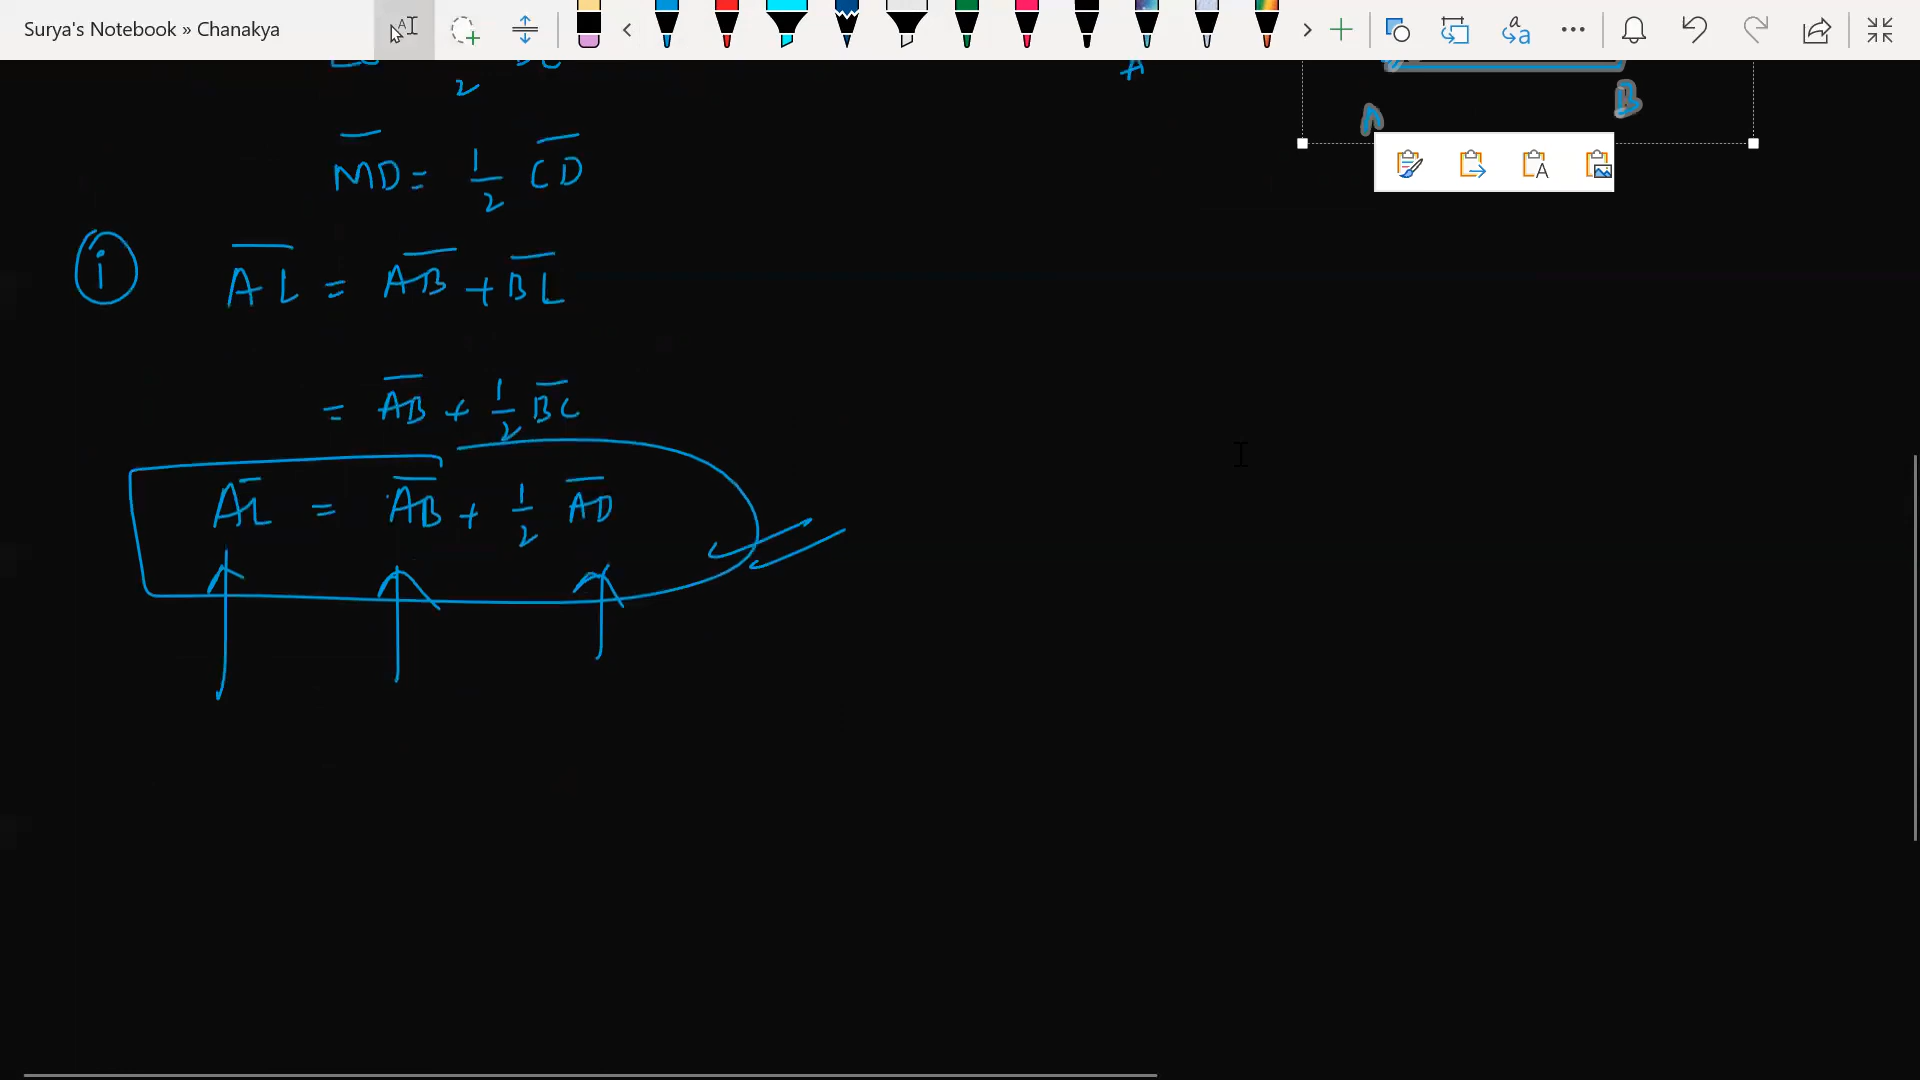 Surya's Notebook » Chanakya
2
A
B
A
MD = 1/2 CD
i AL = AB + BL
= AB + 1/2 BC
AL = AB + 1/2 AD